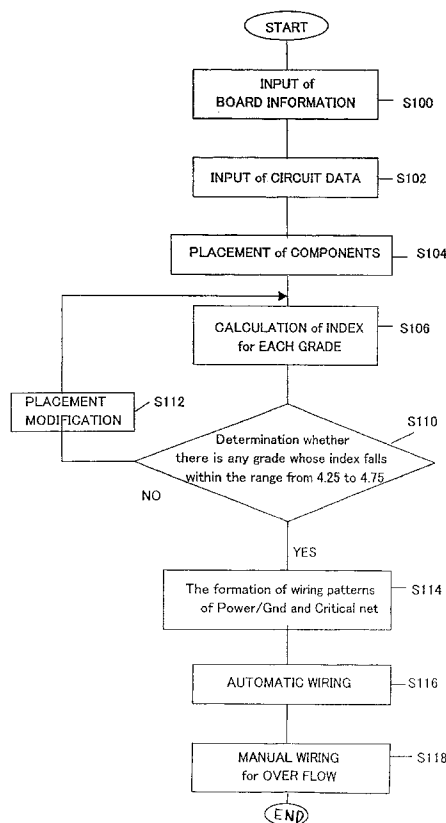 START
INPUT of
BOARD INFORMATION
S100
INPUT of CIRCUIT DATA
S102
PLACEMENT of COMPONENTS
S104
CALCULATION of INDEX
for EACH GRADE
S106
PLACEMENT
MODIFICATION
S112
S110
Determination whether
there is any grade whose index falls
within the range from 4.25 to 4.75
NO
YES
The formation of wiring patterns
of Power/Gnd and Critical net
S114
AUTOMATIC WIRING
S116
MANUAL WIRING
for OVER FLOW
S118
END